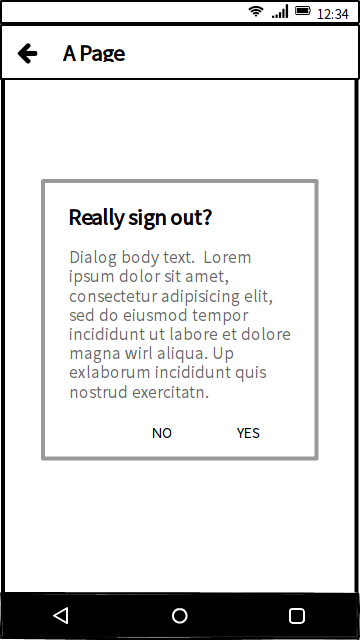 12:34
A Page
Really sign out?
Dialog body text. Lorem
ipsum dolor sit amet,
consectetur adipisicing elit,
sed do eiusmod tempor
incididunt ut labore et dolore
magna wirl aliqua. Up
exlaborum incididunt quis
nostrud exercitatn.
NO YES